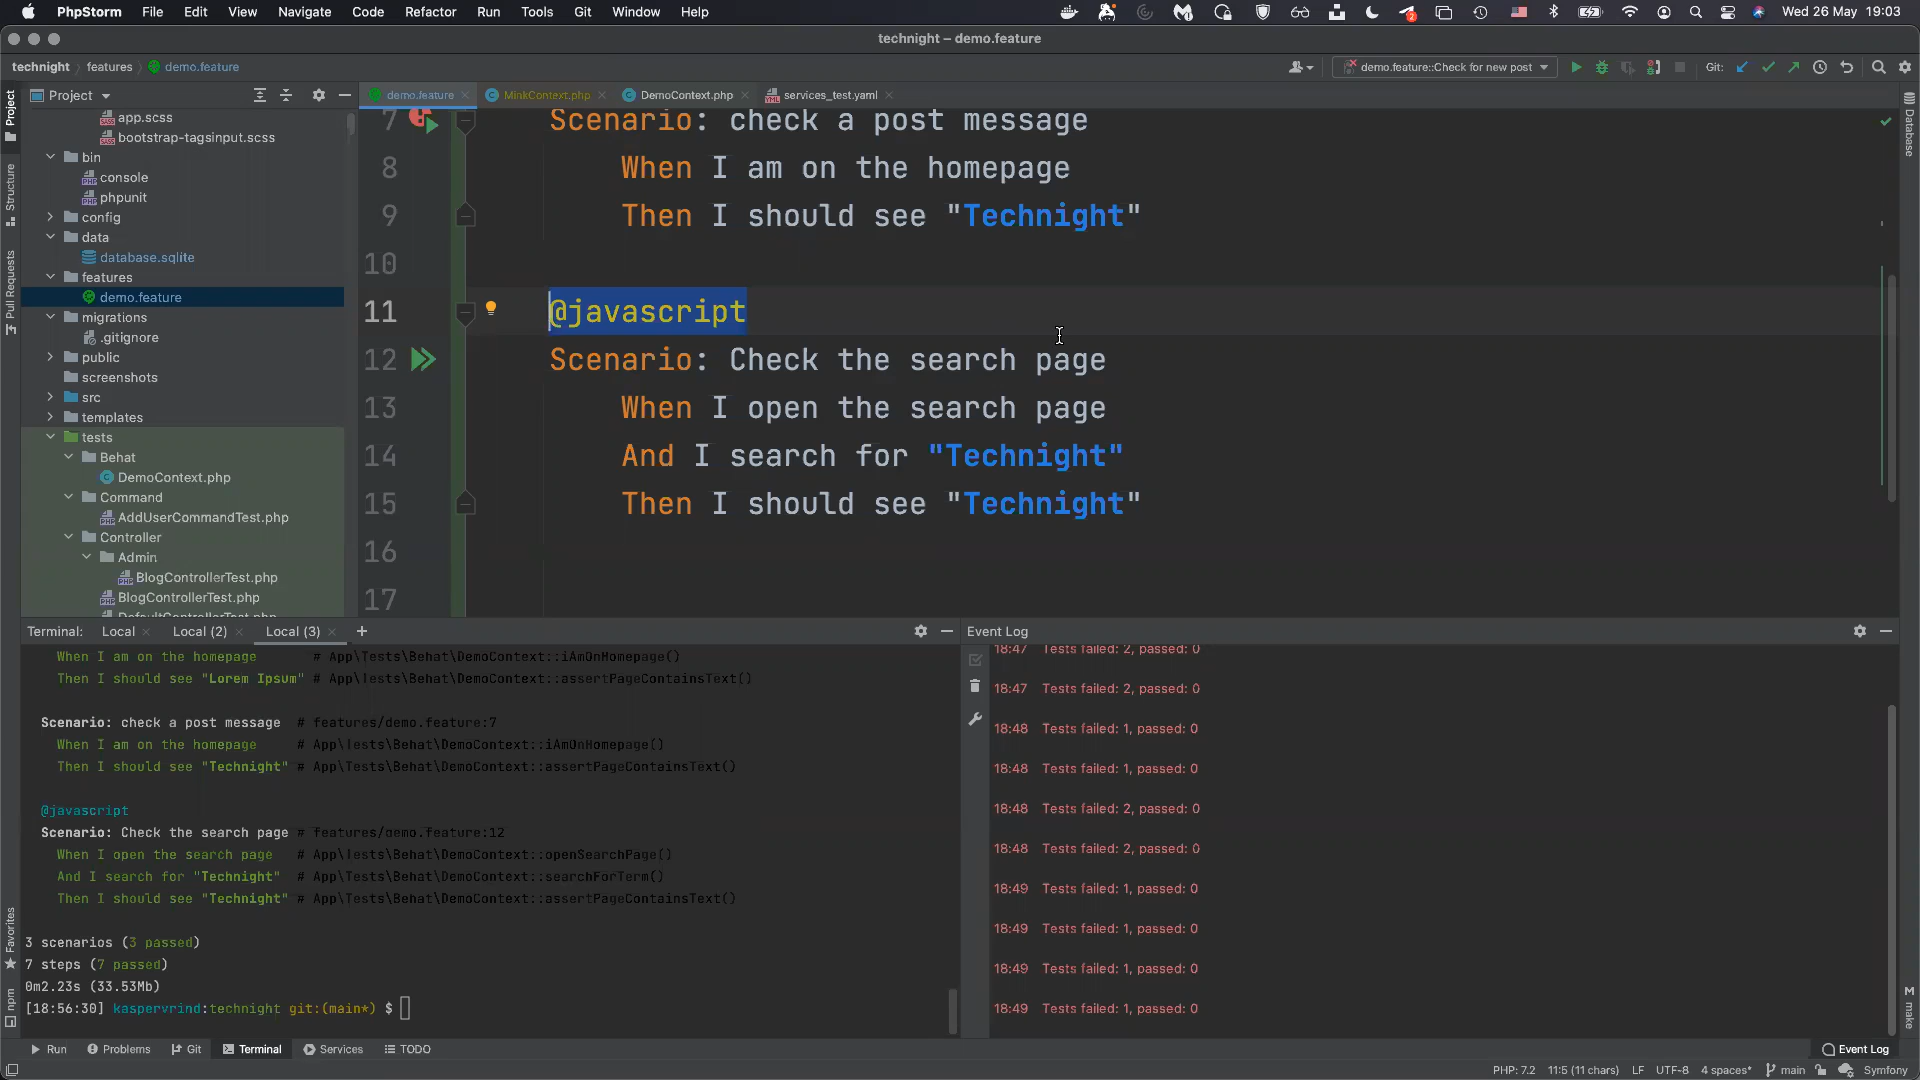 PhpStorm File Edit View Navigate Code Refactor Run Tools Git Window Help
2
Wed 26 May 19:03
technight – demo.feature
technight features demo.feature
demo.feature::Check for new post
Git:
Project
Structure
Pull Requests
Favorites
npm
Project
app.scss
bootstrap-tagsinput.scss
bin
console
phpunit
config
data
database.sqlite
features
demo.feature
migrations
.gitignore
public
screenshots
src
templates
tests
Behat
DemoContext.php
Command
AddUserCommandTest.php
Controller
Admin
BlogControllerTest.php
BlogControllerTest.php
DefaultControllerTest.php
demo.feature MinkContext.php DemoContext.php services_test.yaml
7 Scenario: check a post message
8 When I am on the homepage
9 Then I should see "Technight"
10
11 @javascript
12 Scenario: Check the search page
13 When I open the search page
14 And I search for "Technight"
15 Then I should see "Technight"
16
17
Database
make
Terminal: Local Local (2) Local (3) +
When I am on the homepage # App\Tests\Behat\DemoContext::iAmOnHomepage()
Then I should see "Lorem Ipsum" # App\Tests\Behat\DemoContext::assertPageContainsText()
Scenario: check a post message # features/demo.feature:7
When I am on the homepage # App\Tests\Behat\DemoContext::iAmOnHomepage()
Then I should see "Technight" # App\Tests\Behat\DemoContext::assertPageContainsText()
@javascript
Scenario: Check the search page # features/demo.feature:12
When I open the search page # App\Tests\Behat\DemoContext::openSearchPage()
And I search for "Technight" # App\Tests\Behat\DemoContext::searchForTerm()
Then I should see "Technight" # App\Tests\Behat\DemoContext::assertPageContainsText()
3 scenarios (3 passed)
7 steps (7 passed)
0m2.23s (33.53Mb)
[18:56:30] kaspervrind:technight git:(main*) $
Event Log
18:47 Tests failed: 2, passed: 0
18:47 Tests failed: 2, passed: 0
18:48 Tests failed: 1, passed: 0
18:48 Tests failed: 1, passed: 0
18:48 Tests failed: 2, passed: 0
18:48 Tests failed: 2, passed: 0
18:49 Tests failed: 1, passed: 0
18:49 Tests failed: 1, passed: 0
18:49 Tests failed: 1, passed: 0
18:49 Tests failed: 1, passed: 0
Run Problems Git Terminal Services TODO
Event Log
PHP: 7.2 11:5 (11 chars) LF UTF-8 4 spaces* main Symfony